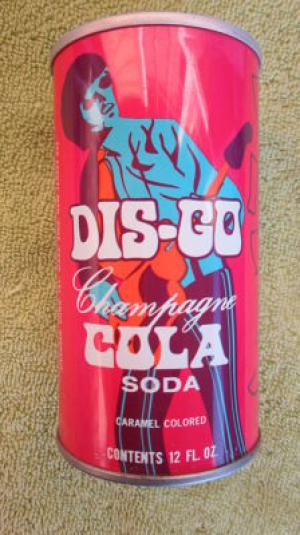 DIS-GO
Champagne
COLA
SODA
CARAMEL COLORED
CONTENTS 12 FL. OZ.